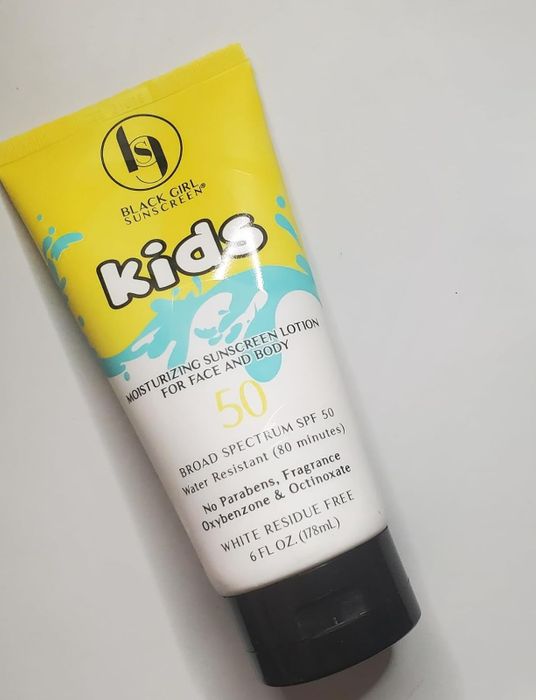 bsg
BLACK GIRL
SUNSCREEN®
kids
MOISTURIZING SUNSCREEN LOTION
FOR FACE AND BODY
50
BROAD SPECTRUM SPF 50
Water Resistant (80 minutes)
No Parabens, Fragrance
Oxybenzone & Octinoxate
WHITE RESIDUE FREE
6 FL OZ. (178mL)